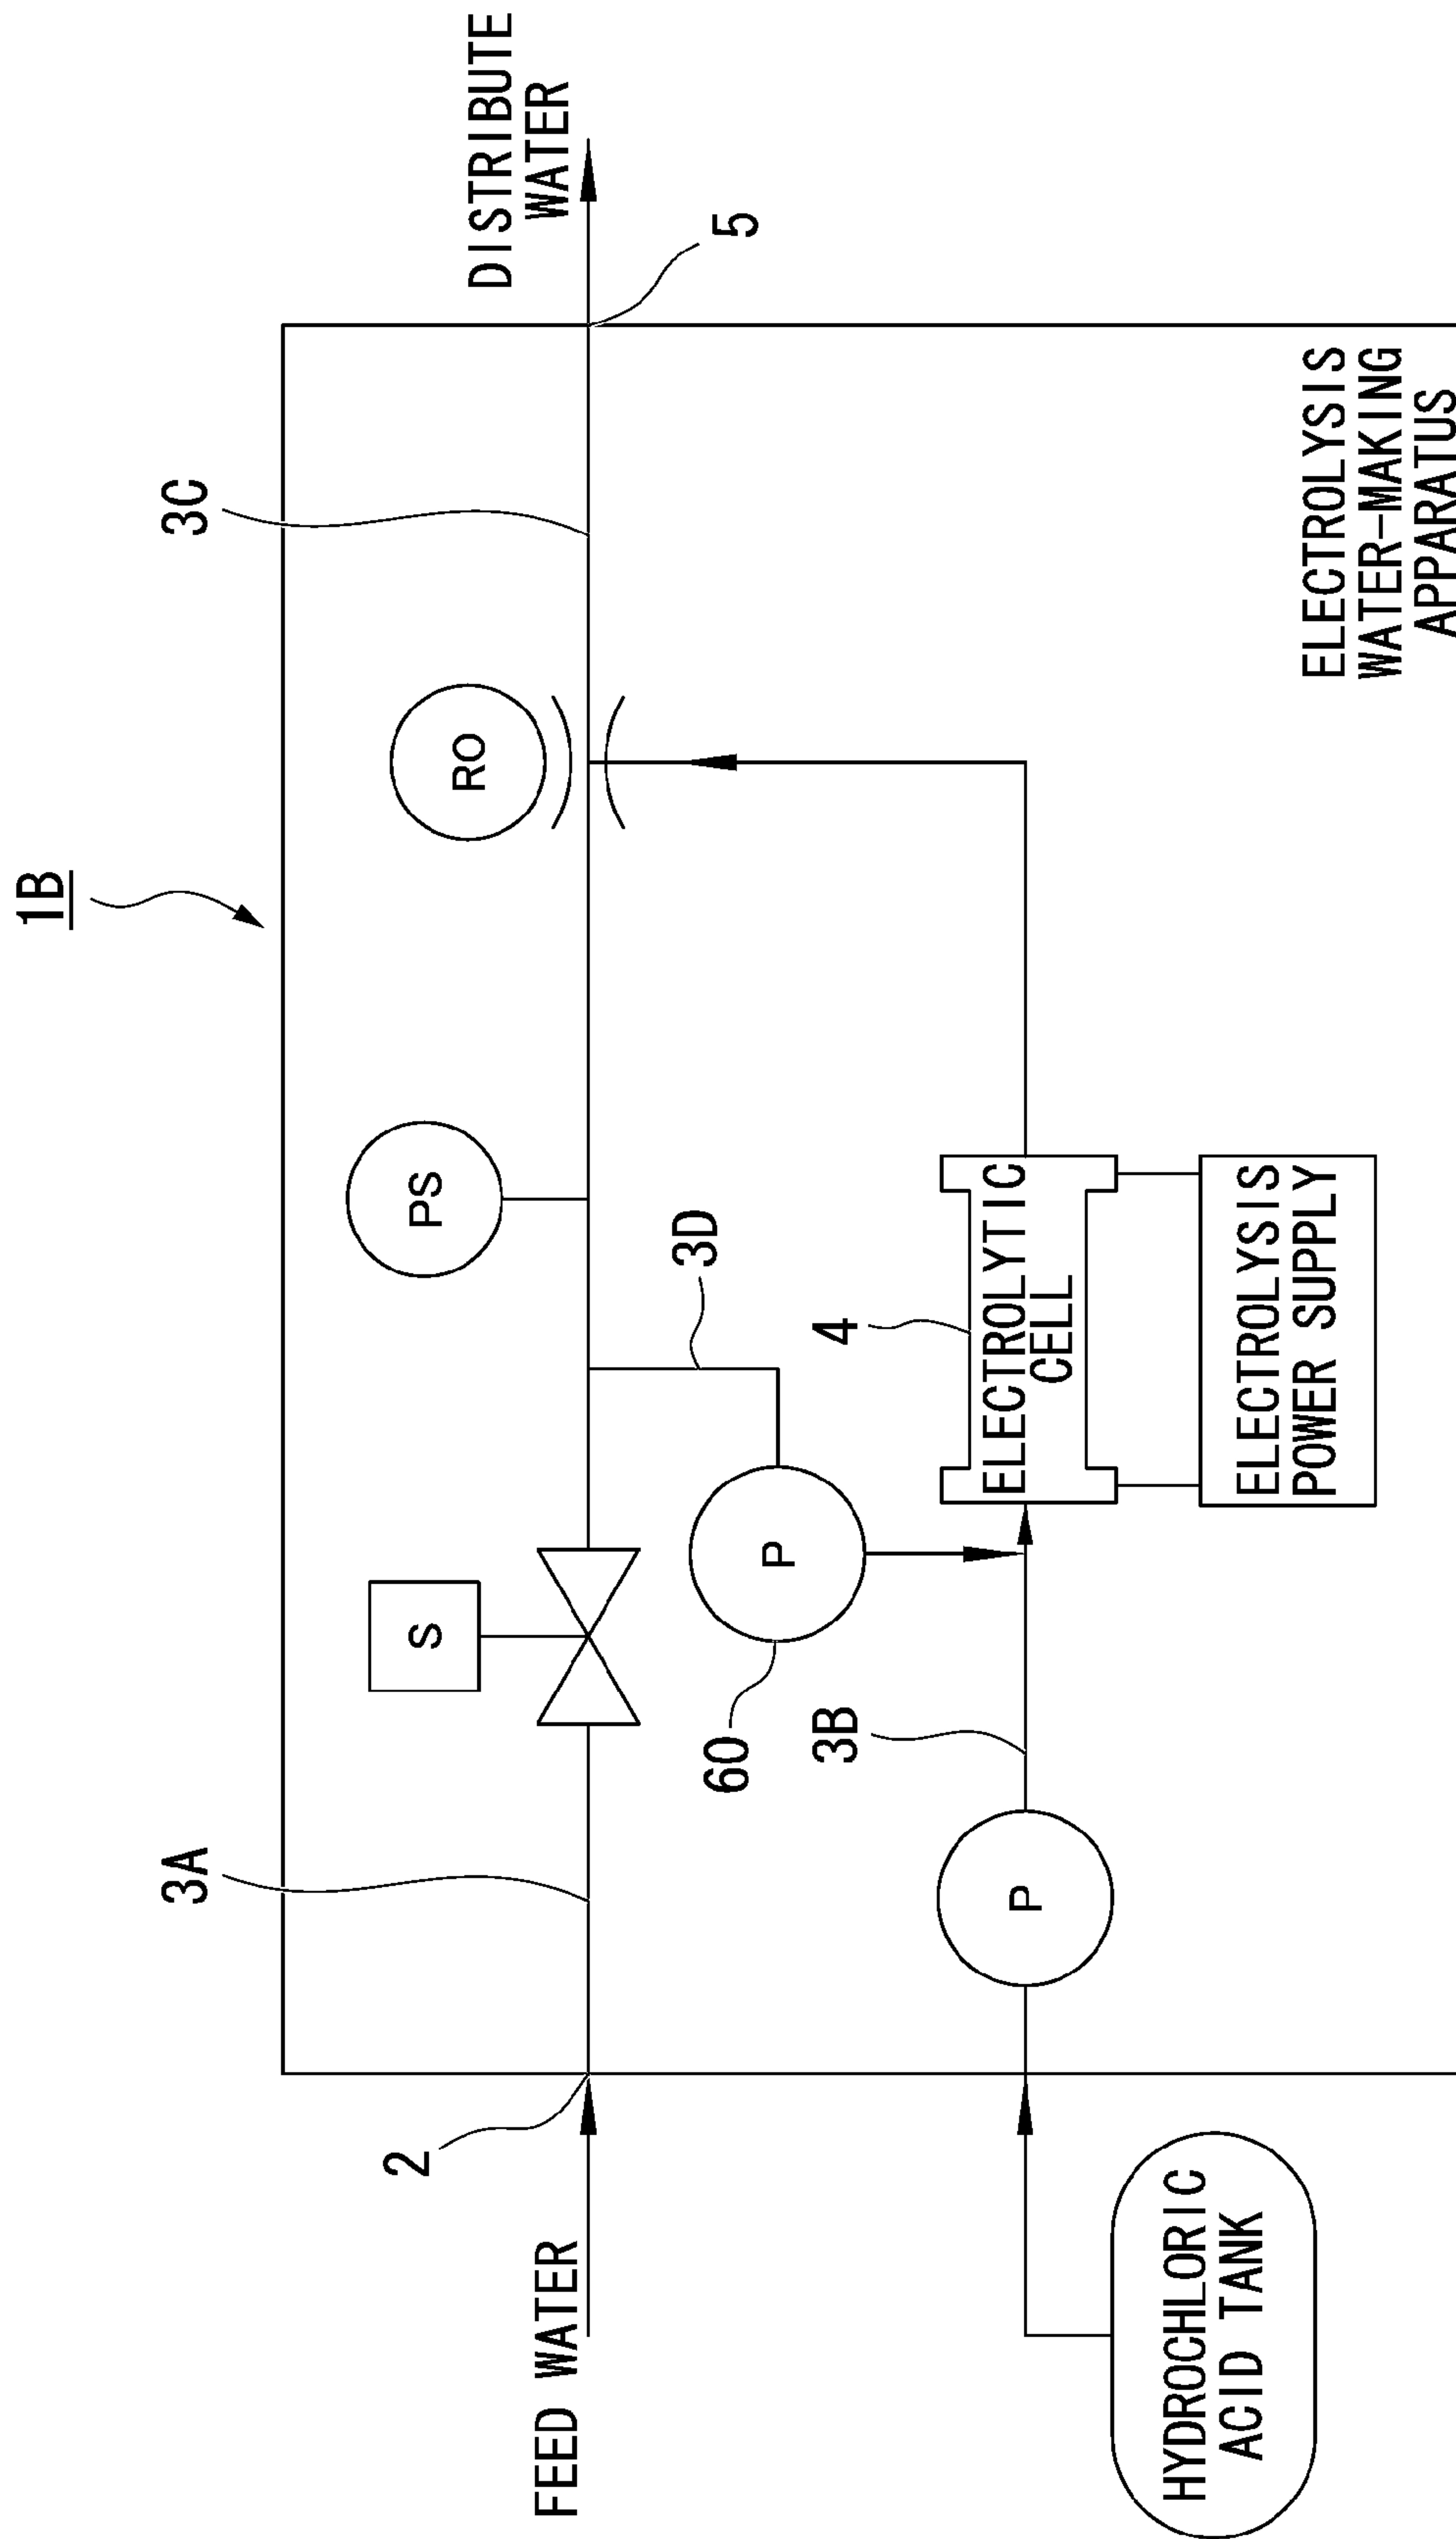 1B
3A
3C
DISTRIBUTE
WATER
S
PS
RO
5
2
FEED WATER
3D
60
P
4
3B
P
ELECTROLYTIC
CELL
ELECTROLYSIS
POWER SUPPLY
HYDROCHLORIC
ACID TANK
ELECTROLYSIS
WATER-MAKING
APPARATUS